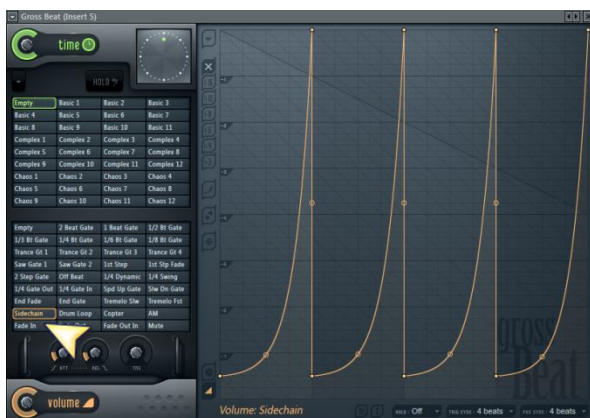 Gross Beat (Insert 5)
time
HOLD
Empty Basic 1 Basic 2 Basic 3
Basic 4 Basic 5 Basic 6 Basic 7
Basic 8 Basic 9 Basic 10 Basic 11
Complex 1 Complex 2 Complex 3 Complex 4
Complex 5 Complex 6 Complex 7 Complex 8
Complex 9 Complex 10 Complex 11 Complex 12
Chaos 1 Chaos 2 Chaos 3 Chaos 4
Chaos 5 Chaos 6 Chaos 7 Chaos 8
Chaos 9 Chaos 10 Chaos 11 Chaos 12
Empty 2 Beat Gate 1 Beat Gate 1/2 Bt Gate
1/3 Bt Gate 1/4 Bt Gate 1/6 Bt Gate 1/8 Bt Gate
Trance Gt 1 Trance Gt 2 Trance Gt 3 Trance Gt 4
Saw Gate 1 Saw Gate 2 1st Step 1st Stp Fade
2 Step Gate Off Beat 1/4 Dynamic 1/4 Swing
1/4 Gate Out 1/4 Gate In Spd Up Gate Slw Dn Gate
End Fade End Gate Tremelo Slw Tremelo Fst
Sidechain Drum Loop Copter AM
Fade In Fade Out In Mute
ATT REL
volume
gross Beat
Volume: Sidechain
HOLD : Off TRIG SYNC : 4 beats 4 beats